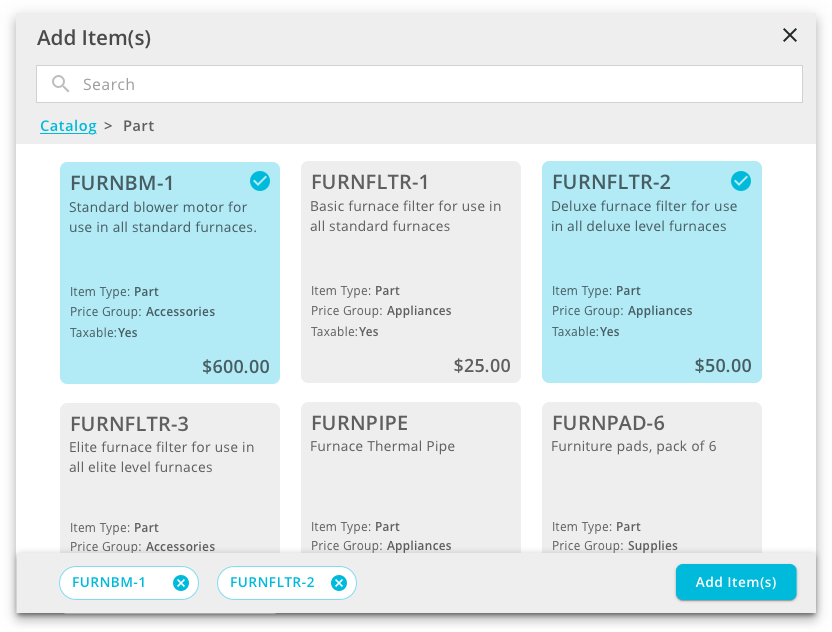 Add Item(s)
Search
Catalog > Part
FURNBM-1
Standard blower motor for
use in all standard furnaces.
Item Type: Part
Price Group: Accessories
Taxable:Yes
$600.00
FURNFLTR-1
Basic furnace filter for use in
all standard furnaces
Item Type: Part
Price Group: Appliances
Taxable:Yes
$25.00
FURNFLTR-2
Deluxe furnace filter for use
in all deluxe level furnaces
Item Type: Part
Price Group: Appliances
Taxable:Yes
$50.00
FURNFLTR-3
Elite furnace filter for use in
all elite level furnaces
Item Type: Part
Price Group: Accessories
FURNPIPE
Furnace Thermal Pipe
Item Type: Part
Price Group: Appliances
FURNPAD-6
Furniture pads, pack of 6
Item Type: Part
Price Group: Supplies
FURNBM-1
FURNFLTR-2
Add Item(s)